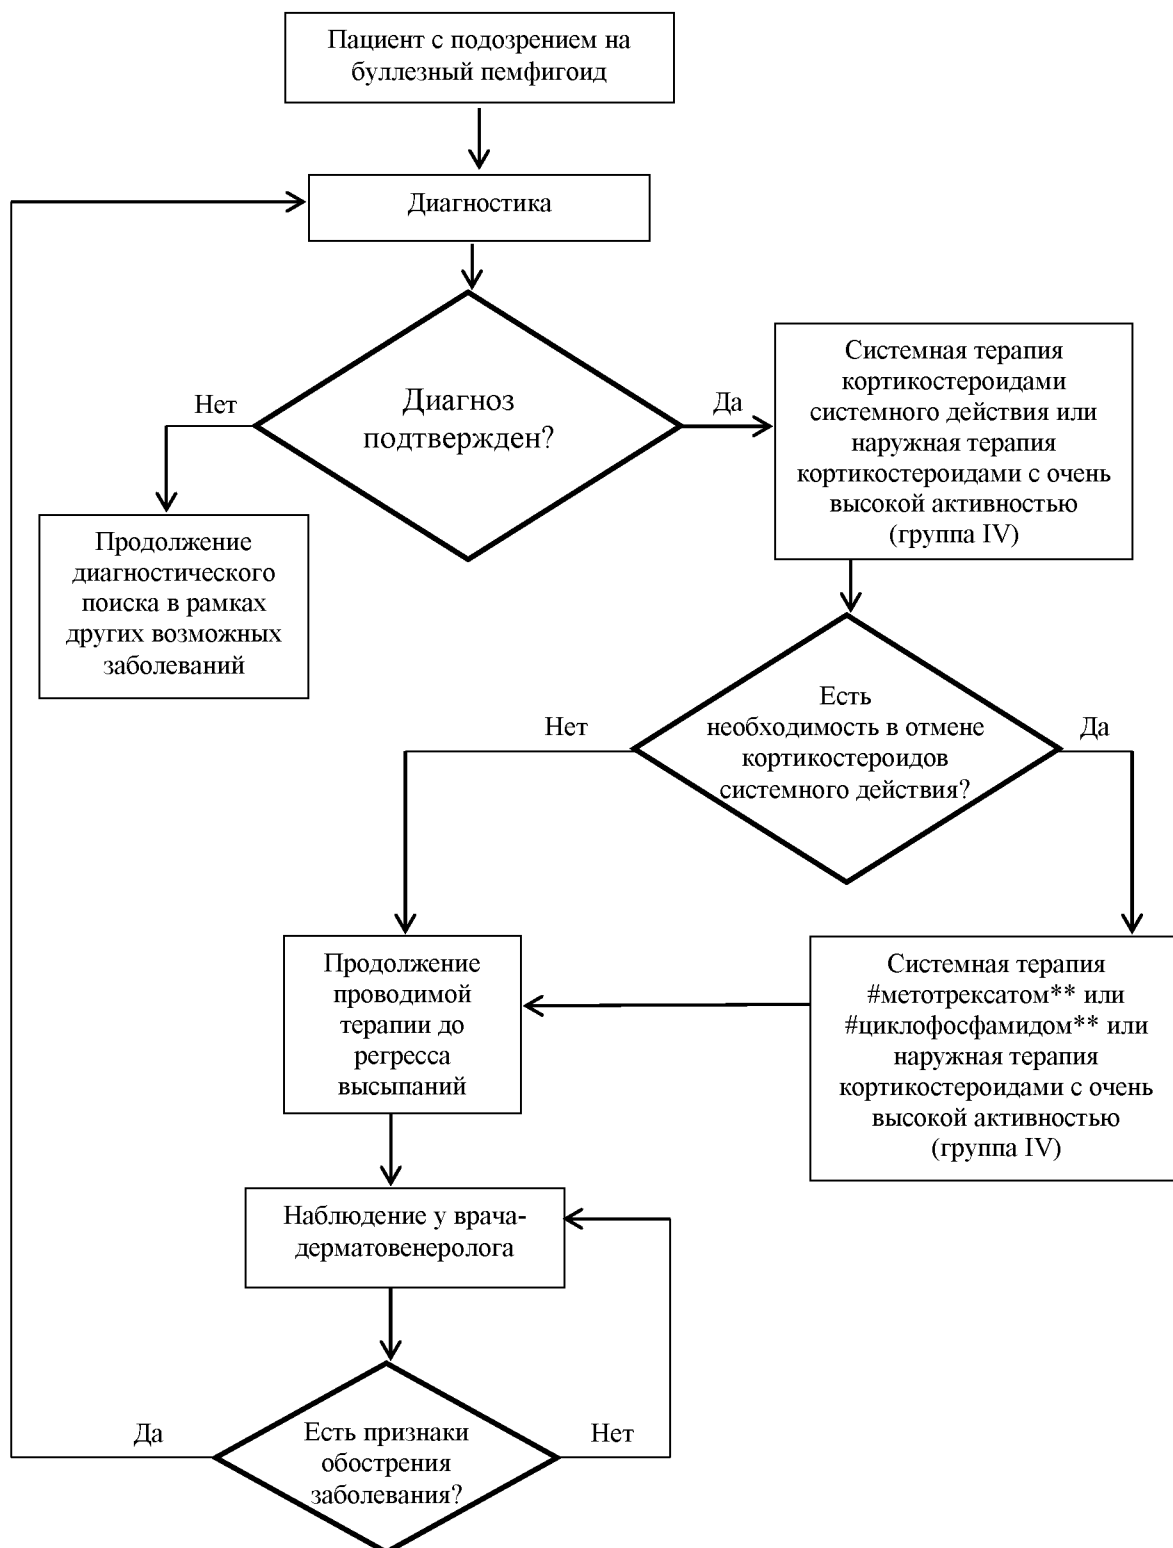 Пациент с подозрением на
буллезный пемфигоид
Диагностика
Диагноз
подтвержден?
Нет
Да
Системная терапия
кортикостероидами
системного действия или
наружная терапия
кортикостероидами с очень
высокой активностью
(группа IV)
Продолжение
диагностического
поиска в рамках
других возможных
заболеваний
Есть
необходимость в отмене
кортикостероидов
системного действия?
Нет
Да
Продолжение
проводимой
терапии до
регресса
высыпаний
Системная терапия
#метотрексатом** или
#циклофосфамидом** или
наружная терапия
кортикостероидами с очень
высокой активностью
(группа IV)
Наблюдение у врача-
дерматовенеролога
Есть признаки
обострения
заболевания?
Да
Нет